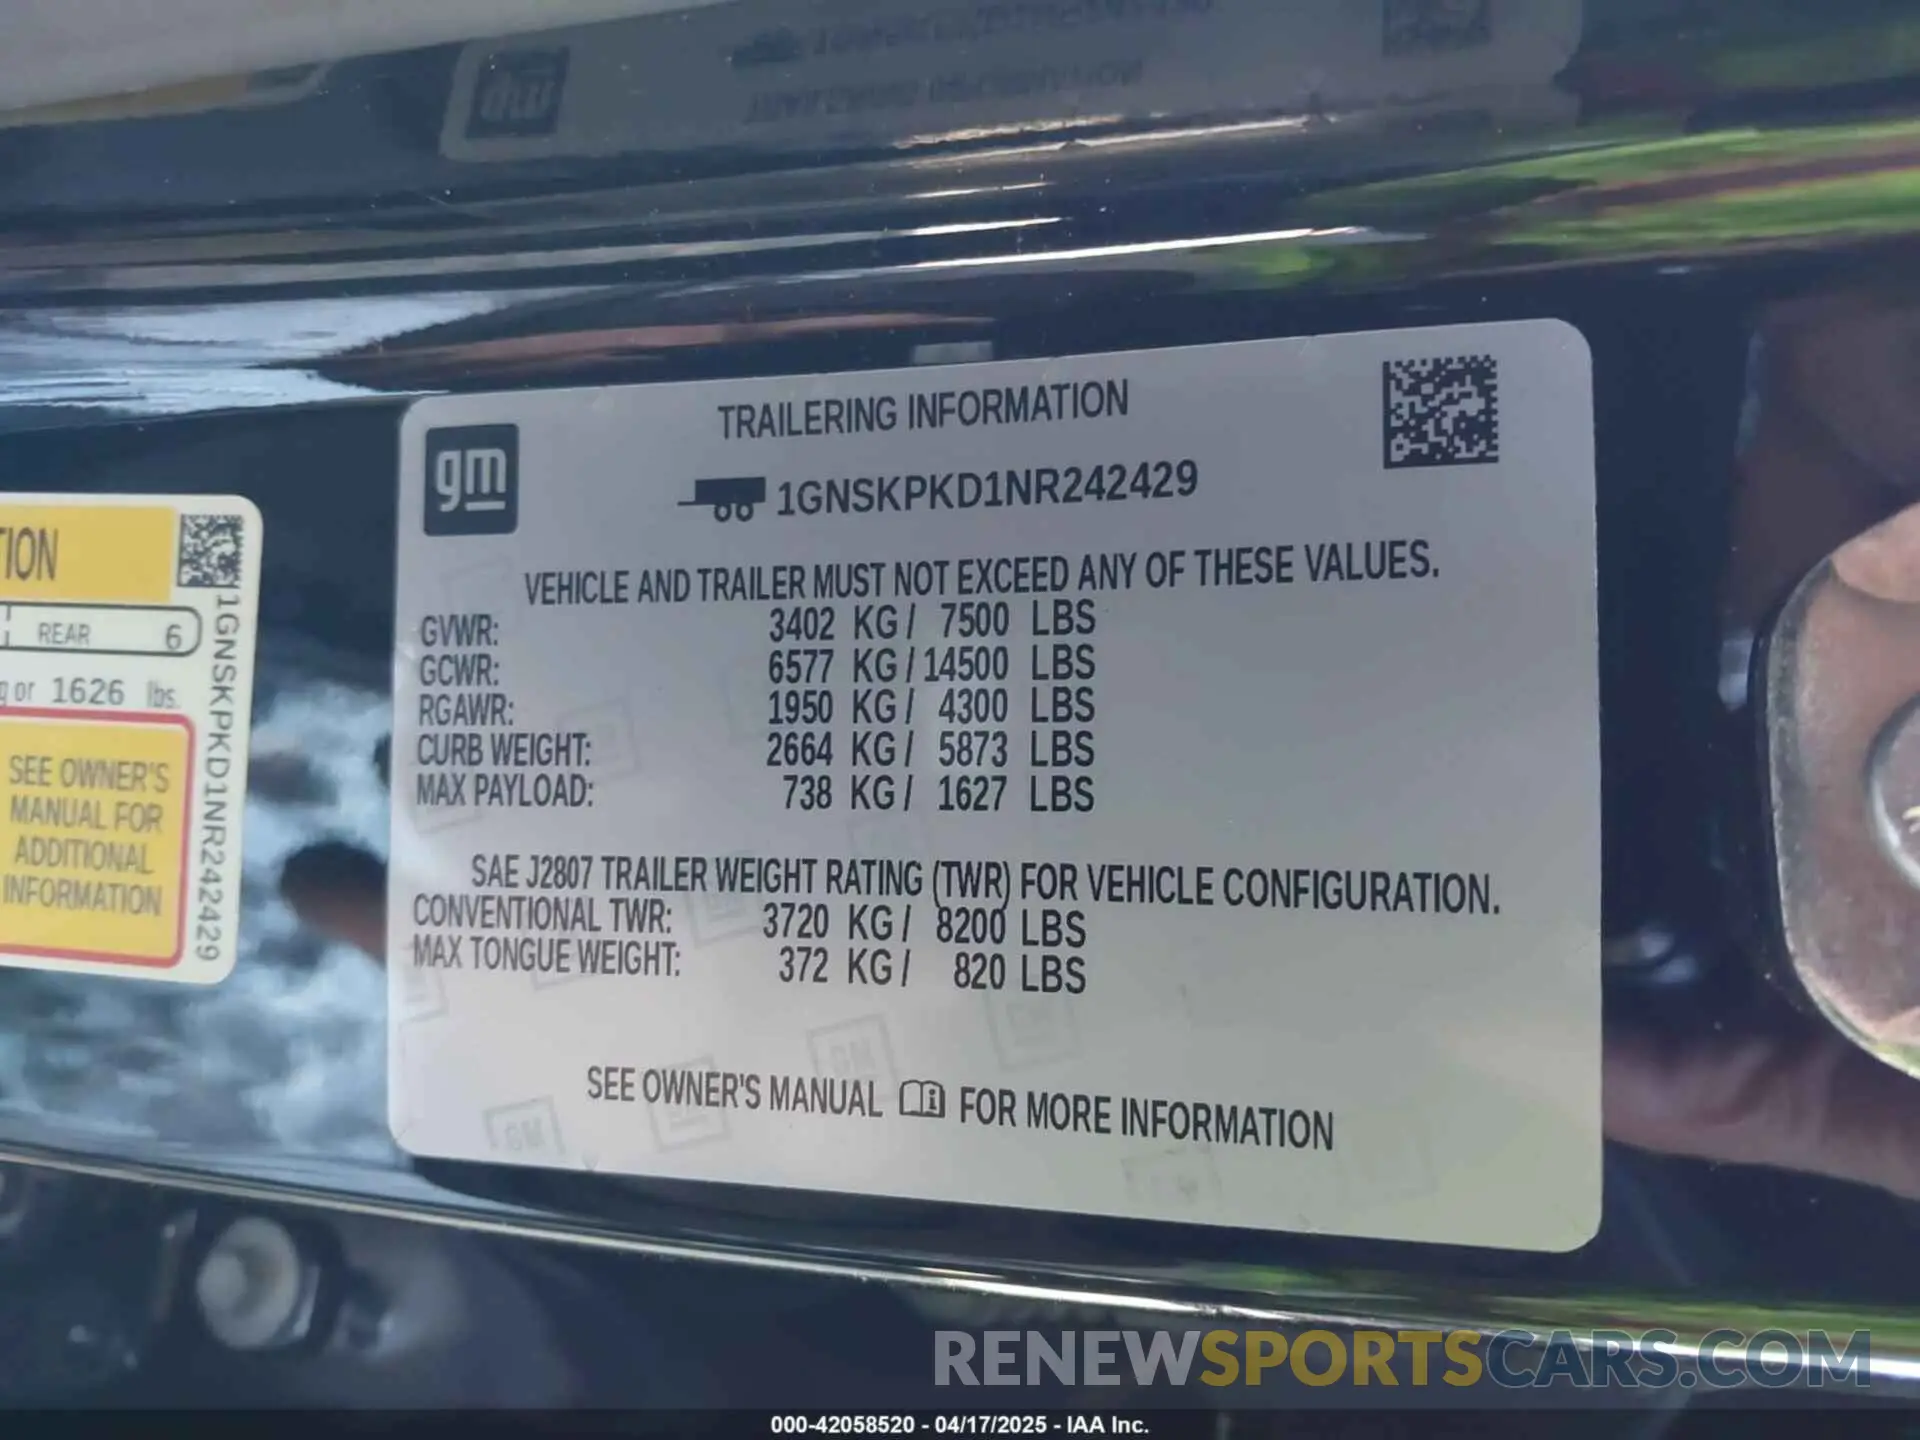 gm
TRAILERING INFORMATION
1GNSKPKD1NR242429
VEHICLE AND TRAILER MUST NOT EXCEED ANY OF THESE VALUES.
GVWR: 3402 KG / 7500 LBS
GCWR: 6577 KG / 14500 LBS
RGAWR: 1950 KG / 4300 LBS
CURB WEIGHT: 2664 KG / 5873 LBS
MAX PAYLOAD: 738 KG / 1627 LBS
SAE J2807 TRAILER WEIGHT RATING (TWR) FOR VEHICLE CONFIGURATION.
CONVENTIONAL TWR: 3720 KG / 8200 LBS
MAX TONGUE WEIGHT: 372 KG / 820 LBS
SEE OWNER'S MANUAL FOR MORE INFORMATION
TION
REAR 6
g or 1626 lbs.
SEE OWNER'S
MANUAL FOR
ADDITIONAL
INFORMATION
1GNSKPKD1NR242429
GM
GM
GM
RENEWSPORTSCARS.COM
000-42058520 - 04/17/2025 - IAA Inc.